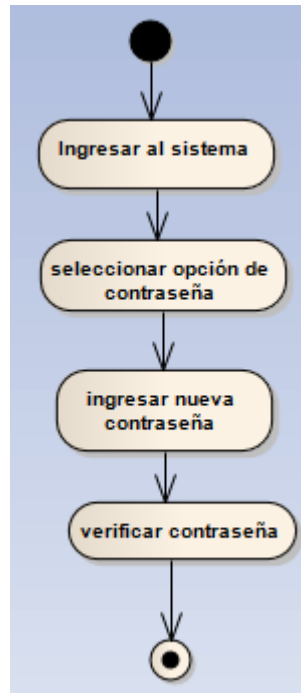 Ingresar al sistema
seleccionar opción de
contraseña
ingresar nueva
contraseña
verificar contraseña